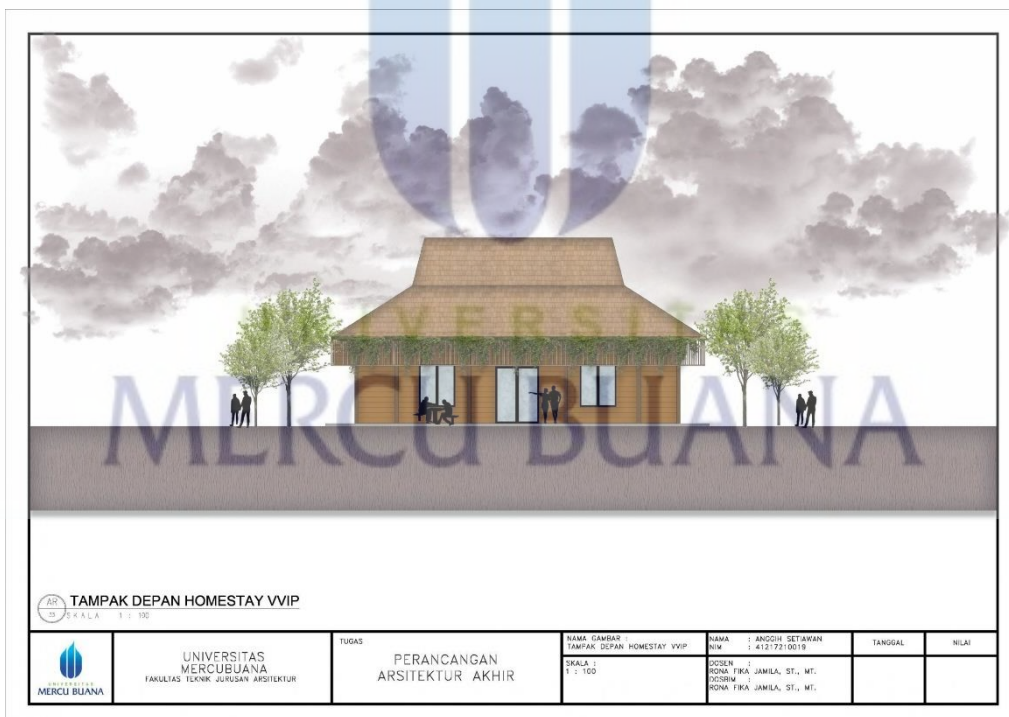 UNIVERSITAS
MERCU BUANA
AR
TAMPAK DEPAN HOMESTAY VVIP
SKALA 1 : 100
UNIVERSITAS
MERCU BUANA
UNIVERSITAS
MERCUBUANA
FAKULTAS TEKNIK JURUSAN ARSITEKTUR
TUGAS
PERANCANGAN
ARSITEKTUR AKHIR
NAMA GAMBAR :
TAMPAK DEPAN HOMESTAY VVIP
SKALA :
1 : 100
NAMA : ANGGIH SETIAWAN
NIM : 41217210019
DOSEN :
RONA FIKA JAMILA, ST., MT.
DOSBIM :
RONA FIKA JAMILA, ST., MT.
TANGGAL
NILAI